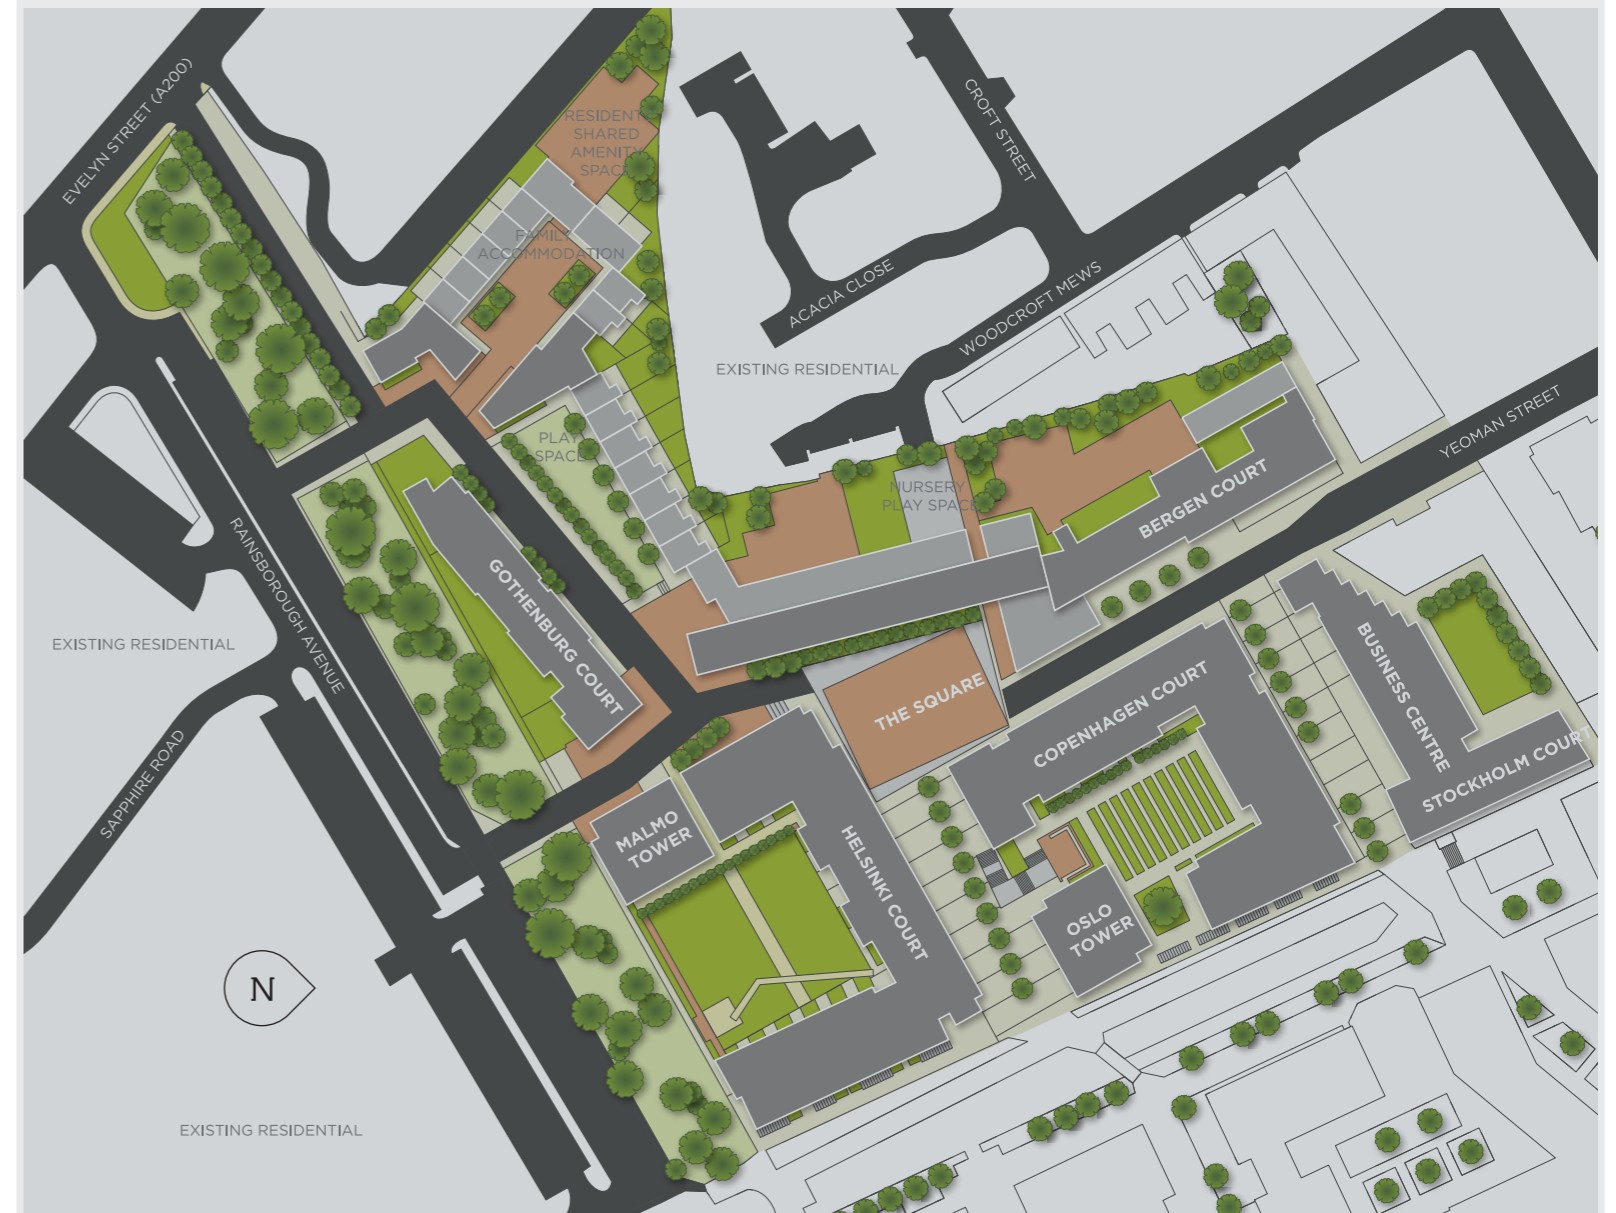 EVELYN STREET (A200)
RESIDENTS
SHARED
AMENITY
SPACE
CROFT STREET
FAMILY
ACCOMMODATION
ACACIA CLOSE
WOODCROFT MEWS
EXISTING RESIDENTIAL
YEOMAN STREET
PLAY
SPACE
NURSERY
PLAY SPACE
BERGEN COURT
RAINSBOROUGH AVENUE
GOTHENBURG COURT
EXISTING RESIDENTIAL
SAPPHIRE ROAD
THE SQUARE
COPENHAGEN COURT
BUSINESS CENTRE
STOCKHOLM COURT
MALMO
TOWER
HELSINKI COURT
OSLO
TOWER
N
EXISTING RESIDENTIAL